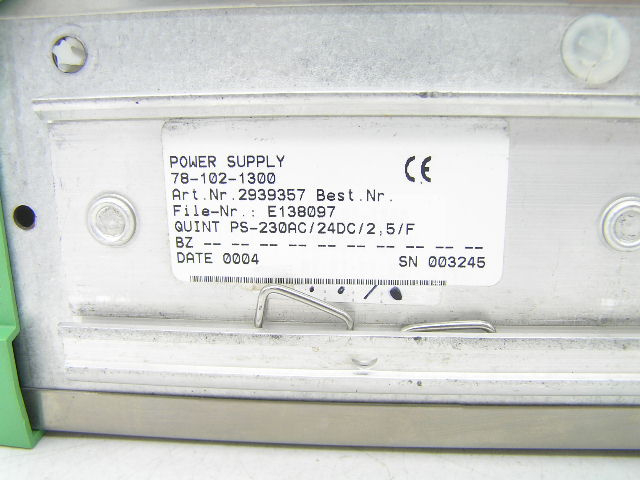 POWER SUPPLY
CE
78-102-1300
Art.Nr.2939357 Best.Nr.
File-Nr.: E138097
QUINT PS-230AC/24DC/2,5/F
BZ -- -- -- -- -- -- -- -- -- --
DATE 0004 SN 003245